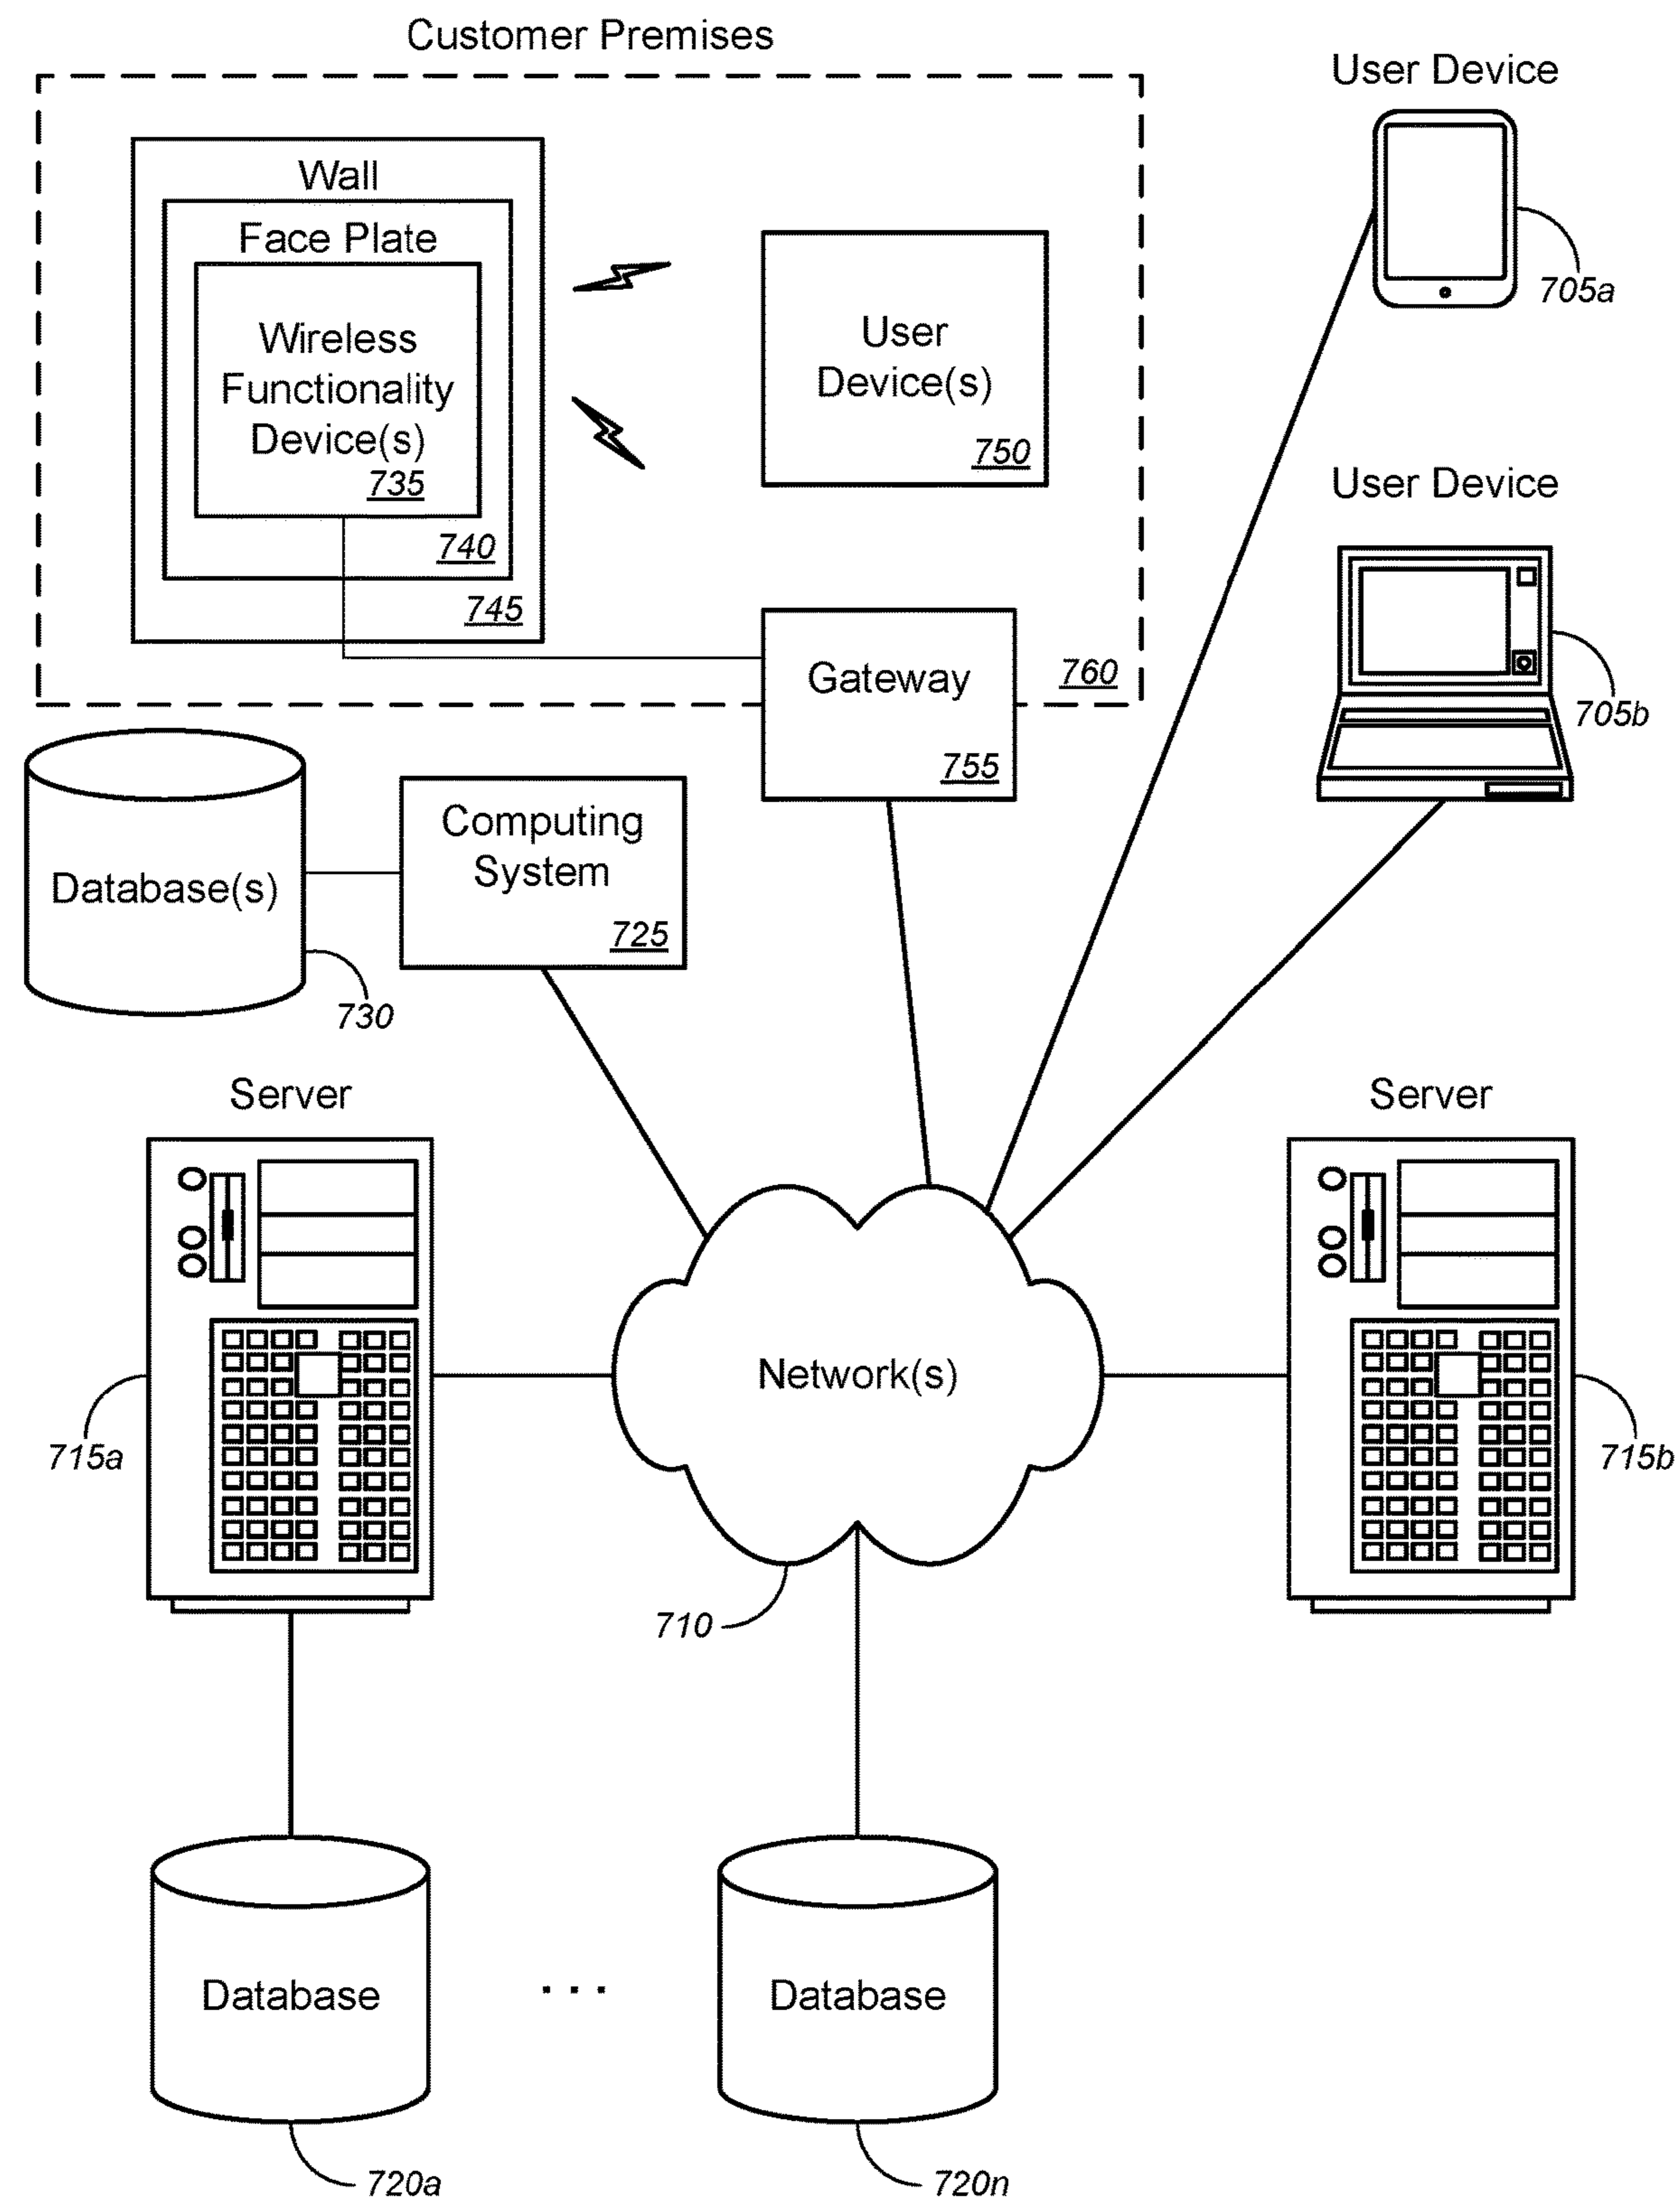 Customer Premises
User Device
Wall
Face Plate
Wireless
Functionality
Device(s)
735
740
745
User
Device(s)
750
705a
User Device
705b
Gateway
755
760
Database(s)
730
Computing
System
725
Server
715a
Server
715b
Network(s)
710
Database
720a
. . .
Database
720n